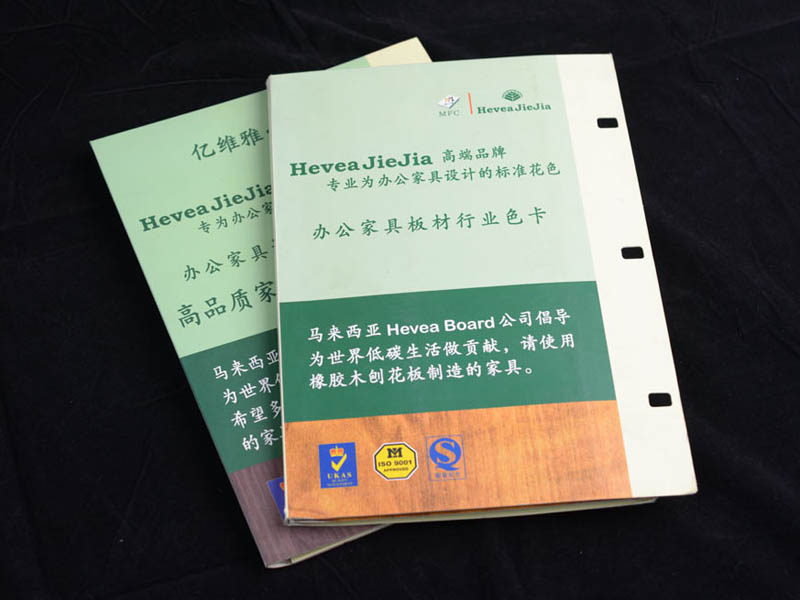 MFC
HeveaJieJia
HeveaJieJia 高端品牌
专业为办公家具设计的标准花色
办公家具板材行业色卡
马来西亚 Hevea Board 公司倡导
为世界低碳生活做贡献，请使用
橡胶木刨花板制造的家具。
UKAS
ISO 9001
APPROVED
亿维雅
HeveaJieJia
专为办公家
办公家具
高品质家
马来西亚
为世界低
希望多
的家